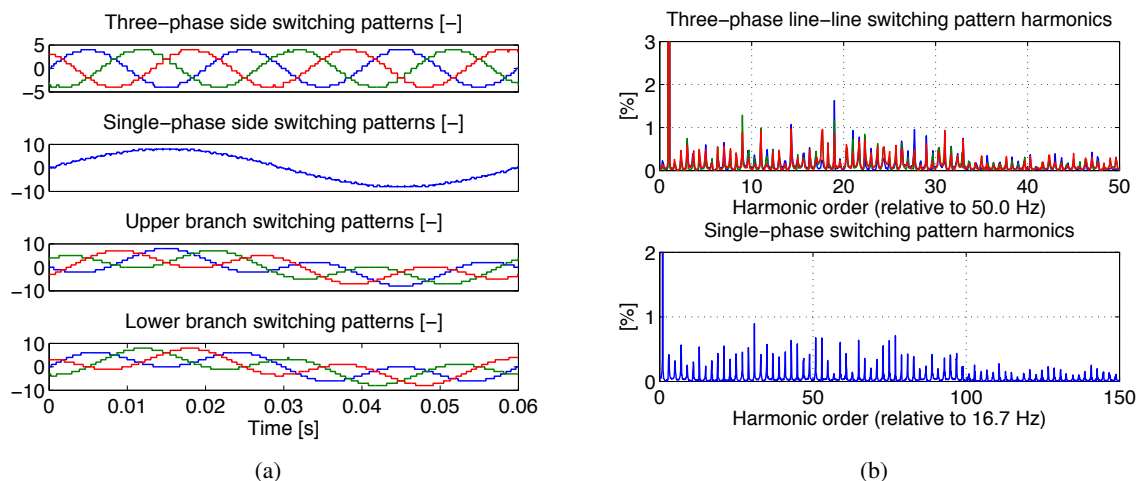 Three−phase side switching patterns [−]
5
0
−5
Single−phase side switching patterns [−]
10
0
−10
Upper branch switching patterns [−]
10
0
−10
Lower branch switching patterns [−]
10
0
−10
0 0.01 0.02 0.03 0.04 0.05 0.06
Time [s]
(a)
Three−phase line−line switching pattern harmonics
3
2
1
0
[%]
0 10 20 30 40 50
Harmonic order (relative to 50.0 Hz)
Single−phase switching pattern harmonics
2
1
0
[%]
0 50 100 150
Harmonic order (relative to 16.7 Hz)
(b)